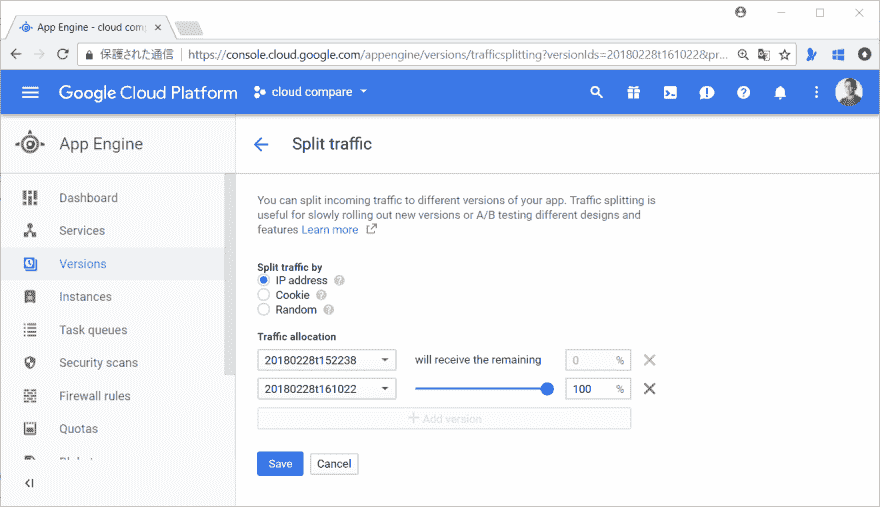 App Engine - cloud comp
保護された通信
https://console.cloud.google.com/appengine/versions/trafficsplitting?versionIds=20180228t161022&pr...
Google Cloud Platform
cloud compare
App Engine
Split traffic
Dashboard
Services
Versions
Instances
Task queues
Security scans
Firewall rules
Quotas
You can split incoming traffic to different versions of your app. Traffic splitting is
useful for slowly rolling out new versions or A/B testing different designs and
features Learn more
Split traffic by
IP address
Cookie
Random
Traffic allocation
20180228t152238 will receive the remaining 0 %
20180228t161022 100 %
+ Add version
Save Cancel